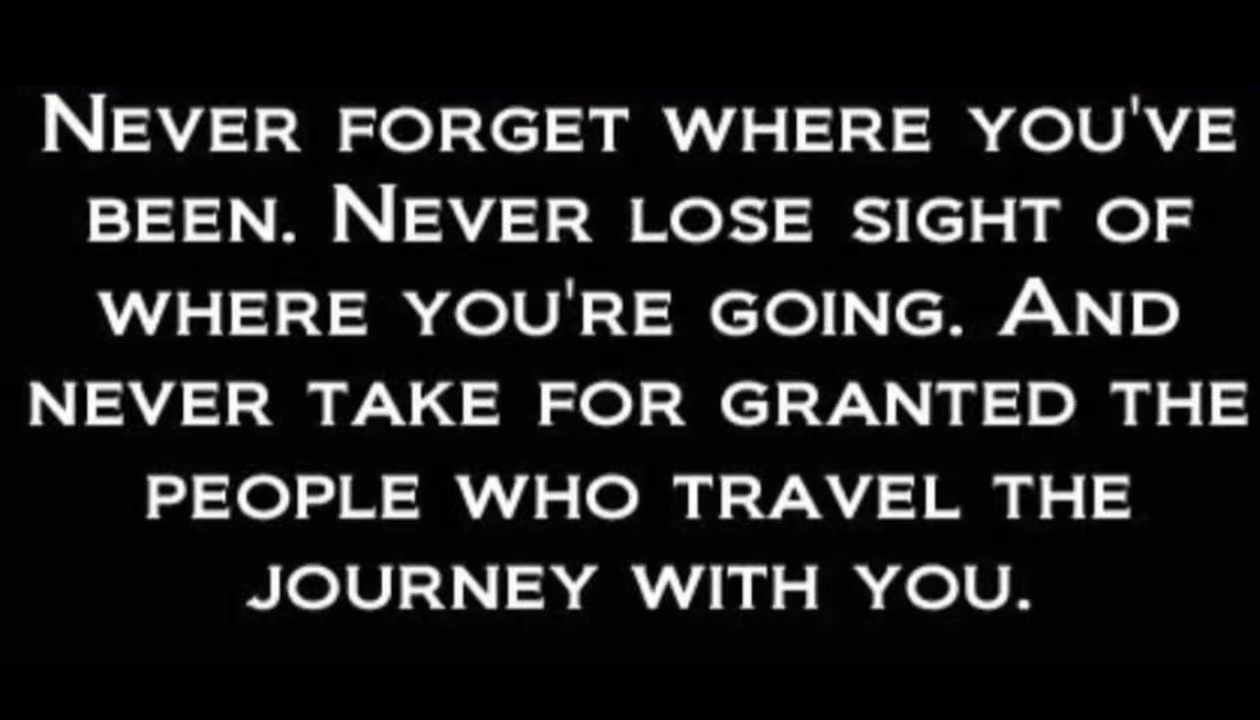 Never forget where you've
been. Never lose sight of
where you're going. And
never take for granted the
people who travel the
journey with you.